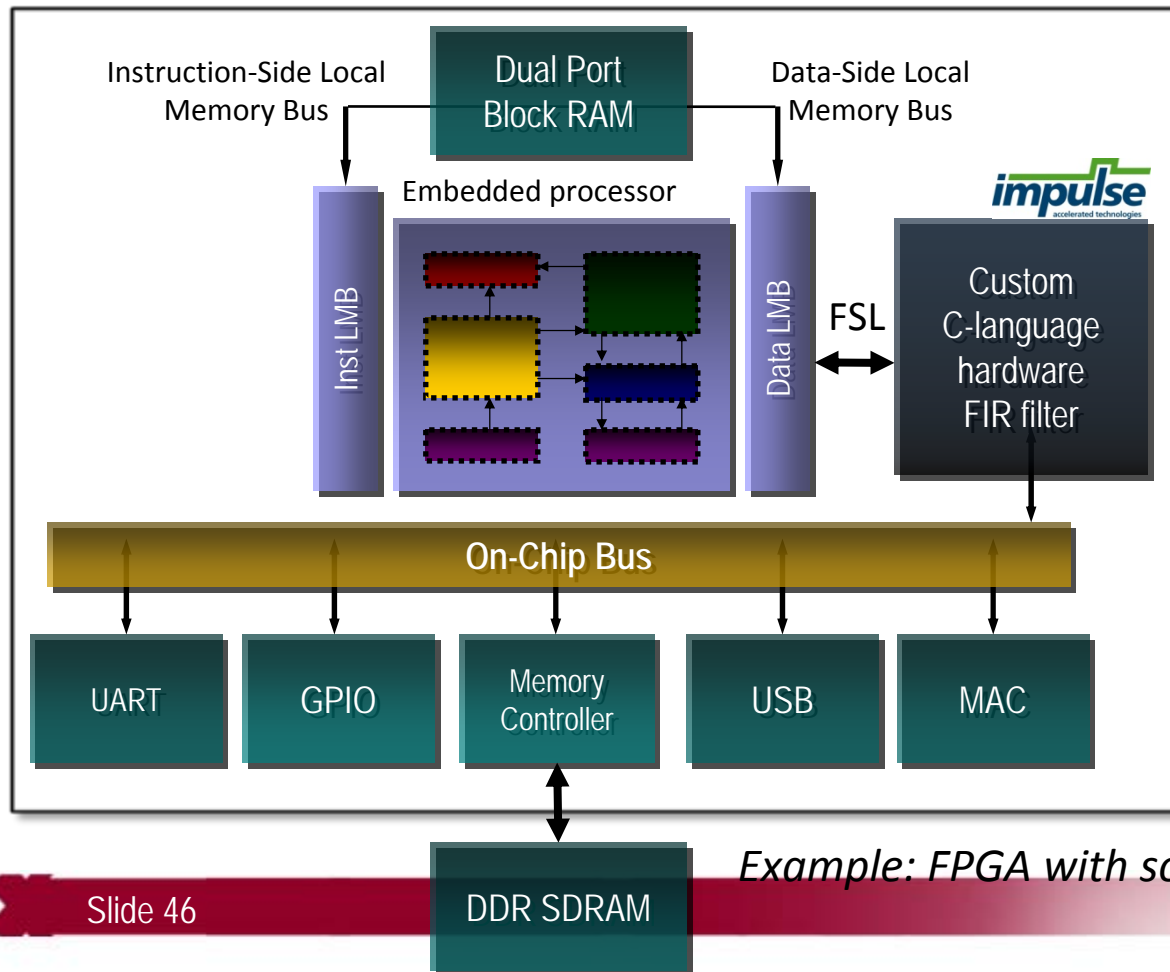 Instruction-Side Local
Memory Bus
Dual Port
Block RAM
Data-Side Local
Memory Bus
Embedded processor
impulse
accelerated technologies
Inst LMB
Data LMB
FSL
Custom
C-language
hardware
FIR filter
On-Chip Bus
UART
GPIO
Memory
Controller
USB
MAC
Example: FPGA with so
Slide 46
DDR SDRAM